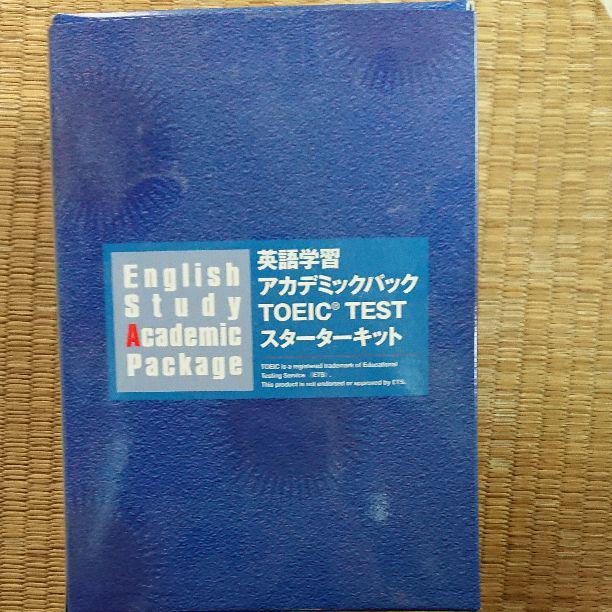 English
Study
Academic
Package
英語学習
アカデミックパック
TOEIC® TEST
スターターキット
TOEIC is a registered trademark of Educational
Testing Service （ETS）.
This product is not endorsed or approved by ETS.